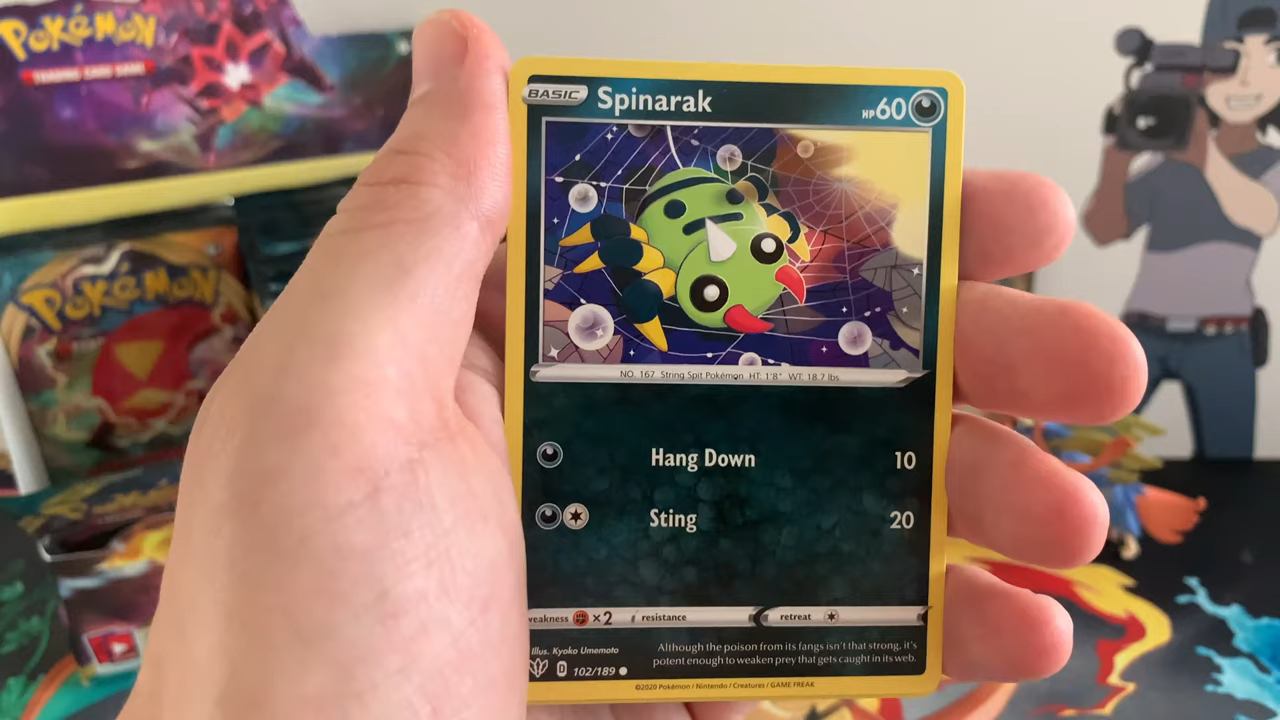 POKéMON
TRADING CARD GAME
POKéMON
BASIC
Spinarak
HP60
NO. 167 String Spit Pokémon HT: 1'8" WT: 18.7 lbs
Hang Down 10
Sting 20
weakness ×2 resistance retreat
Illus. Kyoko Umemoto
Although the poison from its fangs isn't that strong, it's
potent enough to weaken prey that gets caught in its web.
D 102/189
©2020 Pokémon / Nintendo / Creatures / GAME FREAK